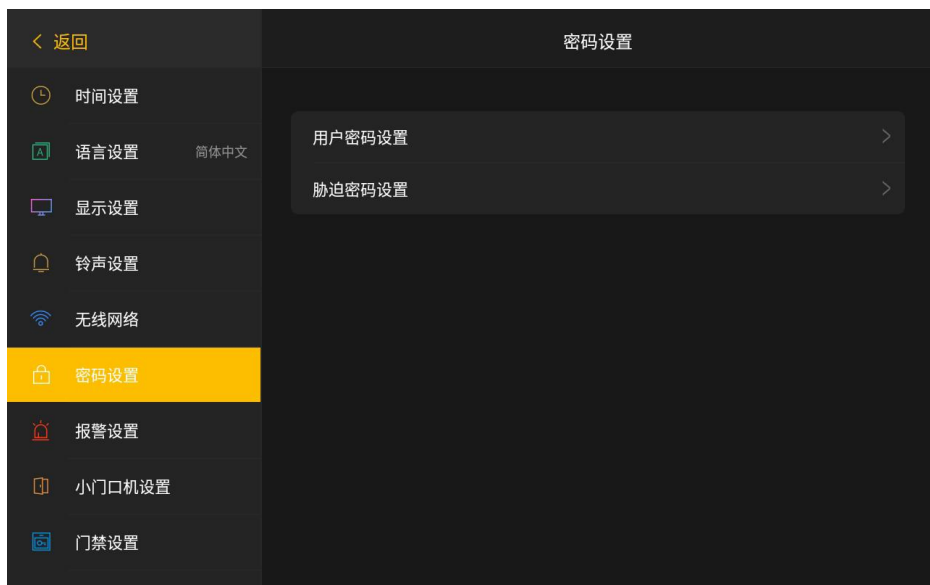 返回
密码设置
时间设置
语言设置 简体中文
显示设置
铃声设置
无线网络
密码设置
报警设置
小门口机设置
门禁设置
用户密码设置
胁迫密码设置